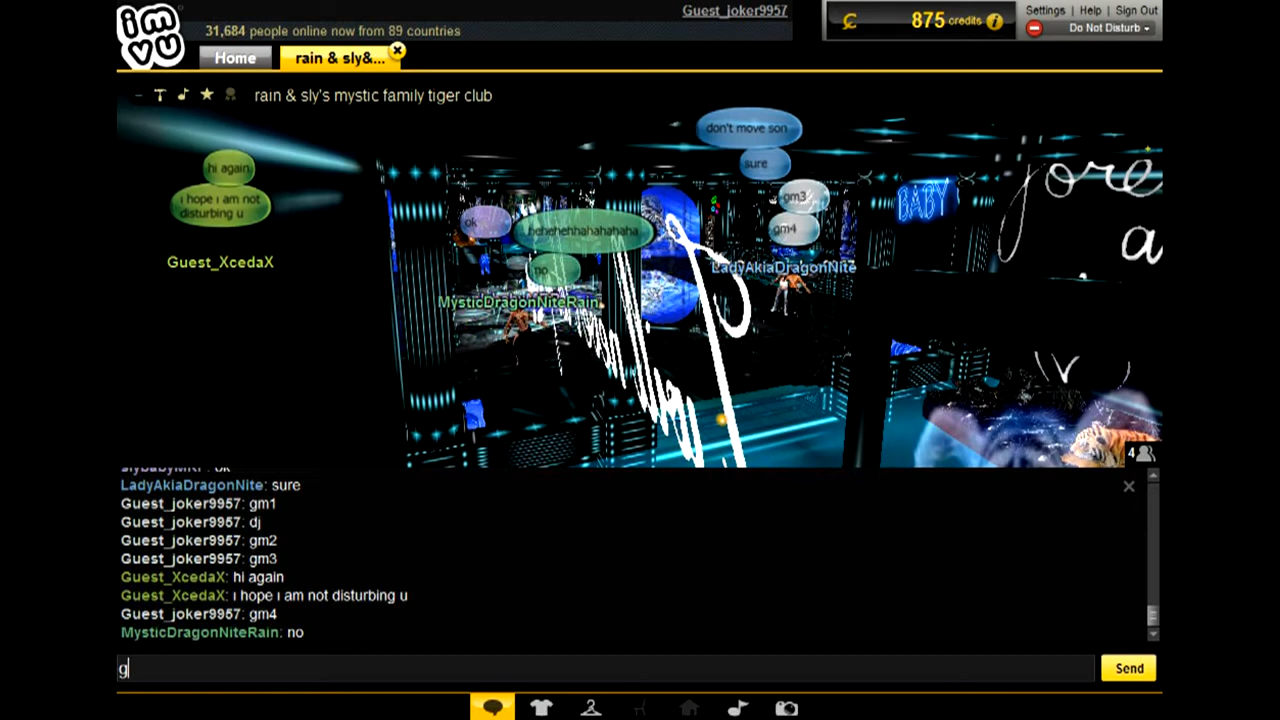 imvu
31,684 people online now from 89 countries
Guest_joker9957
875 credits
Settings | Help | Sign Out
Do Not Disturb
Home
rain & sly&...
rain & sly's mystic family tiger club
don't move son
sure
hi again
ı hope ı am not
disturbing u
Guest_XcedaX
gm3
gm4
ok
hehehehhahahahaha
no
BABY
LadyAkiaDragonNite
MysticDragonNiteRain
4
slybabyMRF: ok
LadyAkiaDragonNite: sure
Guest_joker9957: gm1
Guest_joker9957: dj
Guest_joker9957: gm2
Guest_joker9957: gm3
Guest_XcedaX: hi again
Guest_XcedaX: ı hope ı am not disturbing u
Guest_joker9957: gm4
MysticDragonNiteRain: no
g
Send